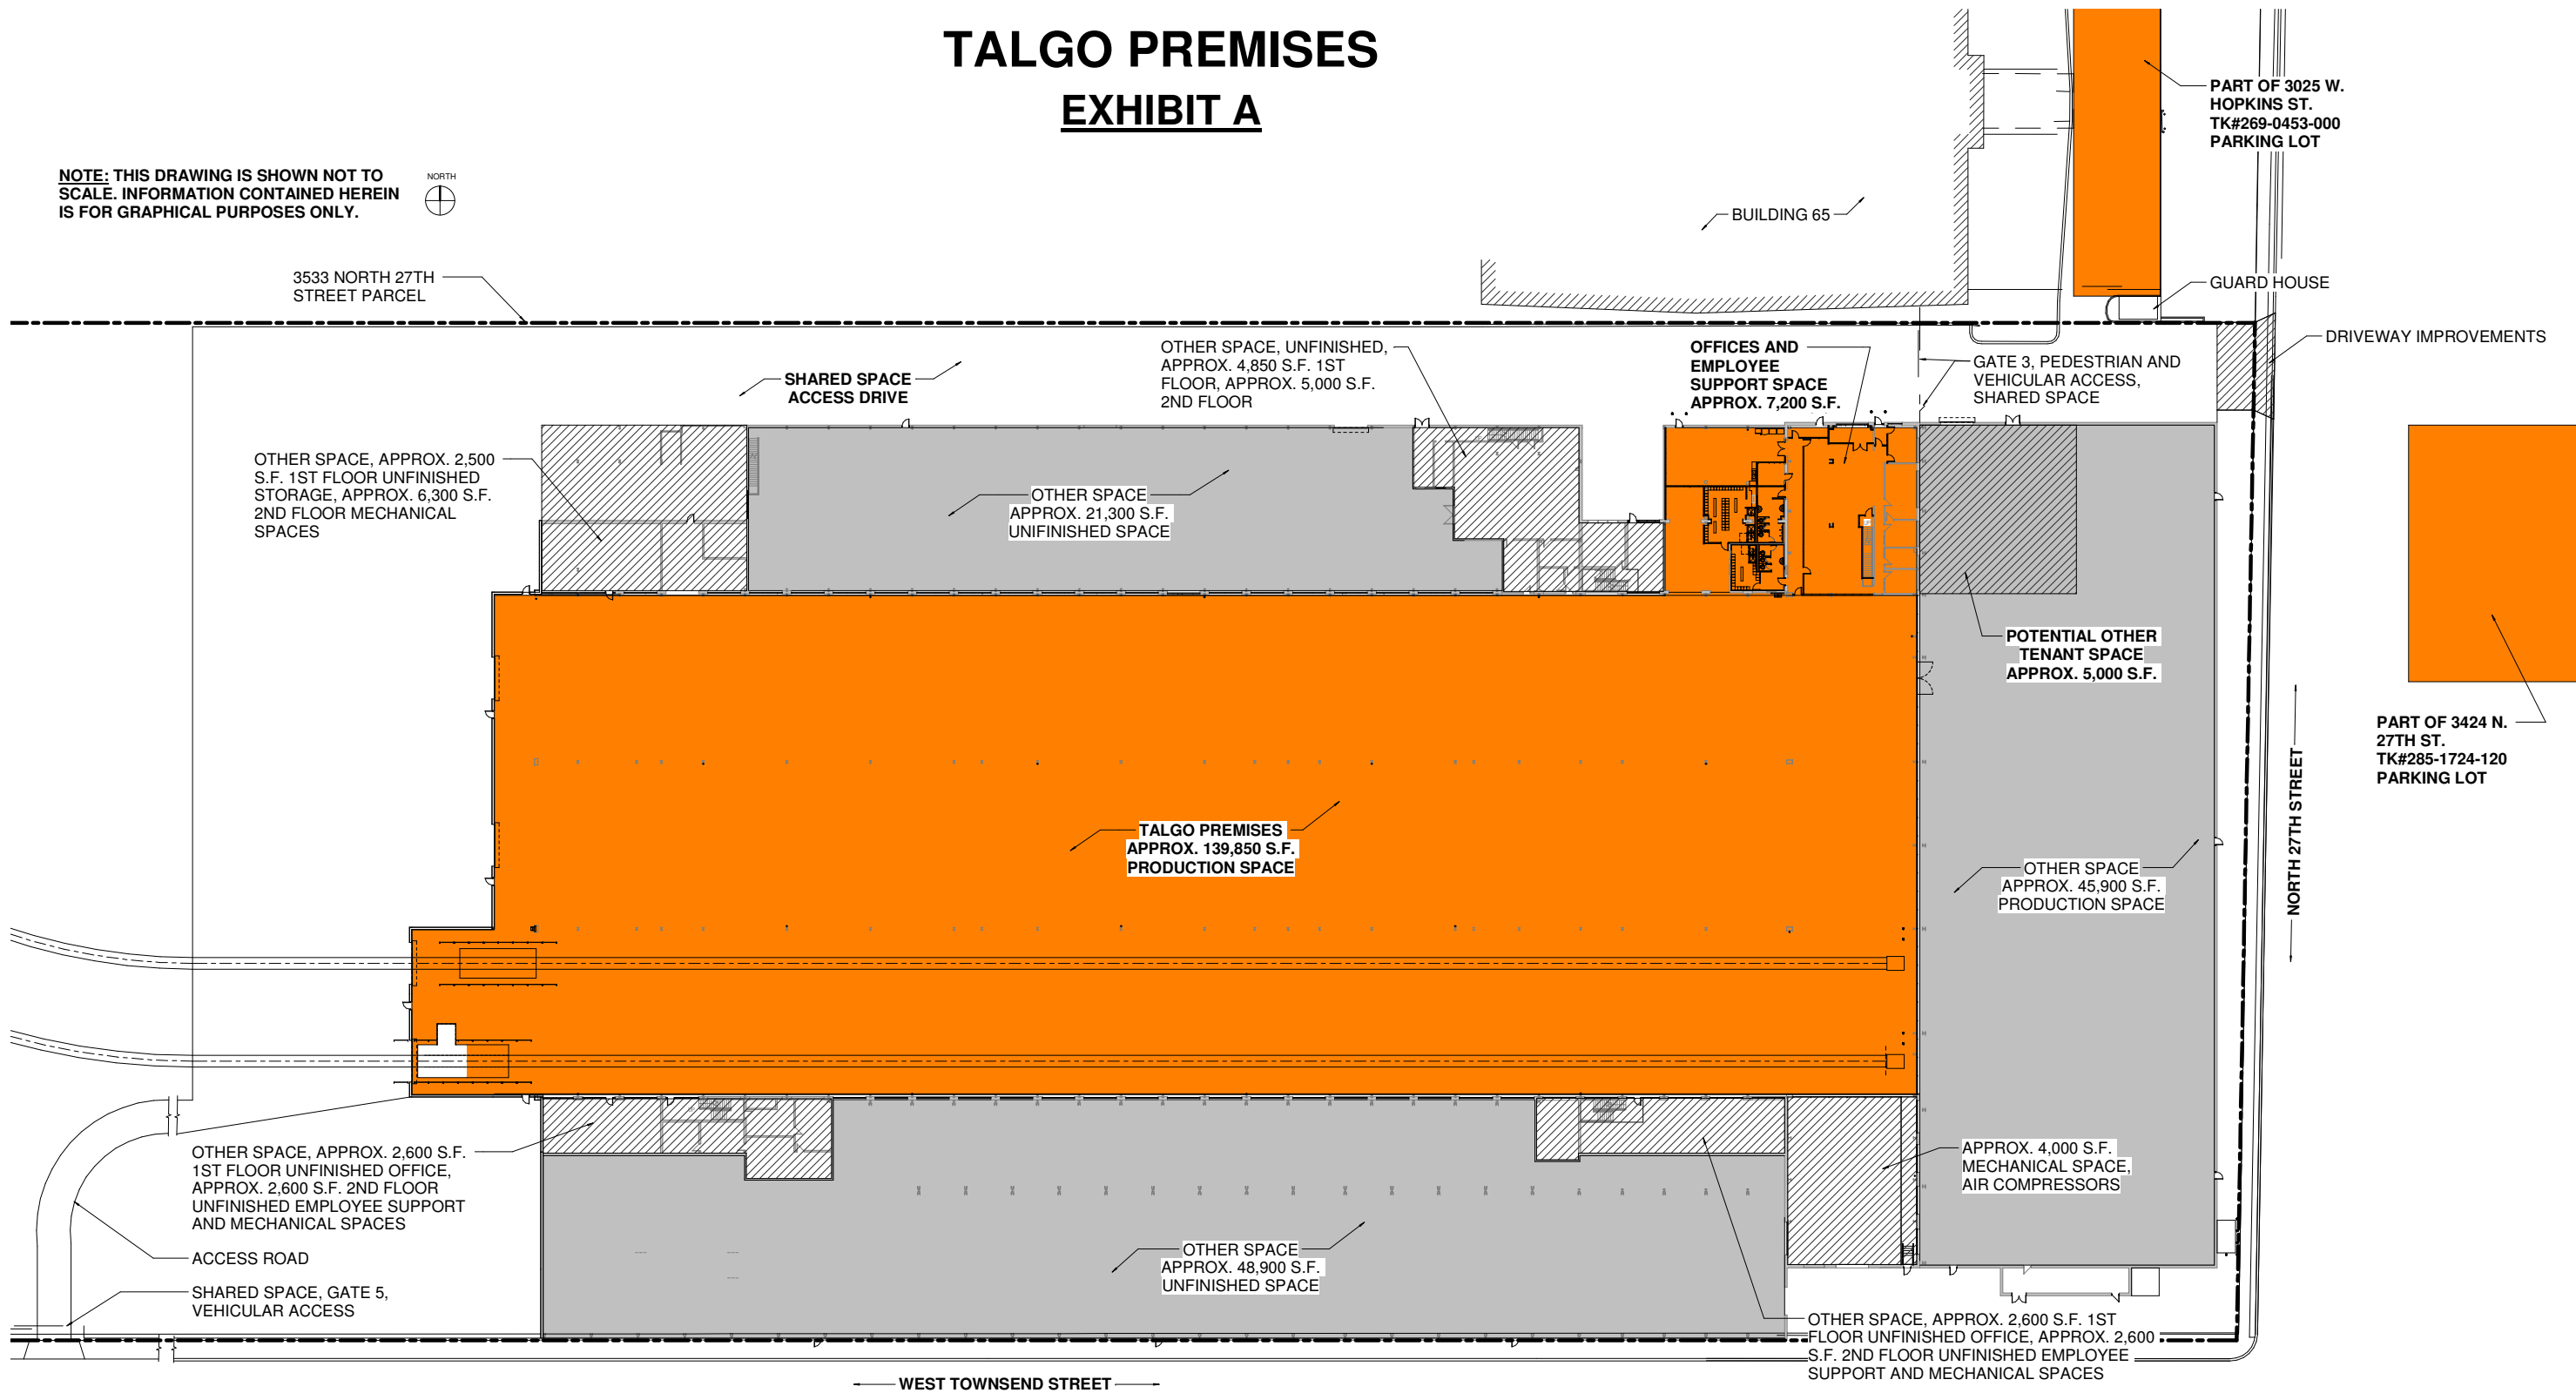 TALGO PREMISES
EXHIBIT A
NOTE: THIS DRAWING IS SHOWN NOT TO
SCALE. INFORMATION CONTAINED HEREIN
IS FOR GRAPHICAL PURPOSES ONLY.
NORTH
PART OF 3025 W.
HOPKINS ST.
TK#269-0453-000
PARKING LOT
BUILDING 65
3533 NORTH 27TH
STREET PARCEL
GUARD HOUSE
DRIVEWAY IMPROVEMENTS
SHARED SPACE
ACCESS DRIVE
OTHER SPACE, UNFINISHED,
APPROX. 4,850 S.F. 1ST
FLOOR, APPROX. 5,000 S.F.
2ND FLOOR
OFFICES AND
EMPLOYEE
SUPPORT SPACE
APPROX. 7,200 S.F.
GATE 3, PEDESTRIAN AND
VEHICULAR ACCESS,
SHARED SPACE
OTHER SPACE, APPROX. 2,500
S.F. 1ST FLOOR UNFINISHED
STORAGE, APPROX. 6,300 S.F.
2ND FLOOR MECHANICAL
SPACES
OTHER SPACE
APPROX. 21,300 S.F.
UNIFINISHED SPACE
POTENTIAL OTHER
TENANT SPACE
APPROX. 5,000 S.F.
PART OF 3424 N.
27TH ST.
TK#285-1724-120
PARKING LOT
NORTH 27TH STREET
TALGO PREMISES
APPROX. 139,850 S.F.
PRODUCTION SPACE
OTHER SPACE
APPROX. 45,900 S.F.
PRODUCTION SPACE
OTHER SPACE, APPROX. 2,600 S.F.
1ST FLOOR UNFINISHED OFFICE,
APPROX. 2,600 S.F. 2ND FLOOR
UNFINISHED EMPLOYEE SUPPORT
AND MECHANICAL SPACES
APPROX. 4,000 S.F.
MECHANICAL SPACE,
AIR COMPRESSORS
ACCESS ROAD
OTHER SPACE
APPROX. 48,900 S.F.
UNFINISHED SPACE
SHARED SPACE, GATE 5,
VEHICULAR ACCESS
OTHER SPACE, APPROX. 2,600 S.F. 1ST
FLOOR UNFINISHED OFFICE, APPROX. 2,600
S.F. 2ND FLOOR UNFINISHED EMPLOYEE
SUPPORT AND MECHANICAL SPACES
WEST TOWNSEND STREET